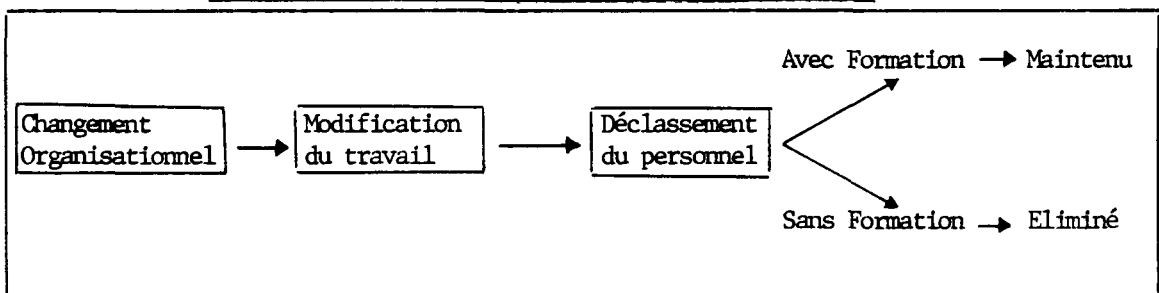 Avec Formation → Maintenu
Changement
Organisationnel → Modification
du travail → Déclassement
du personnel
Sans Formation → Eliminé